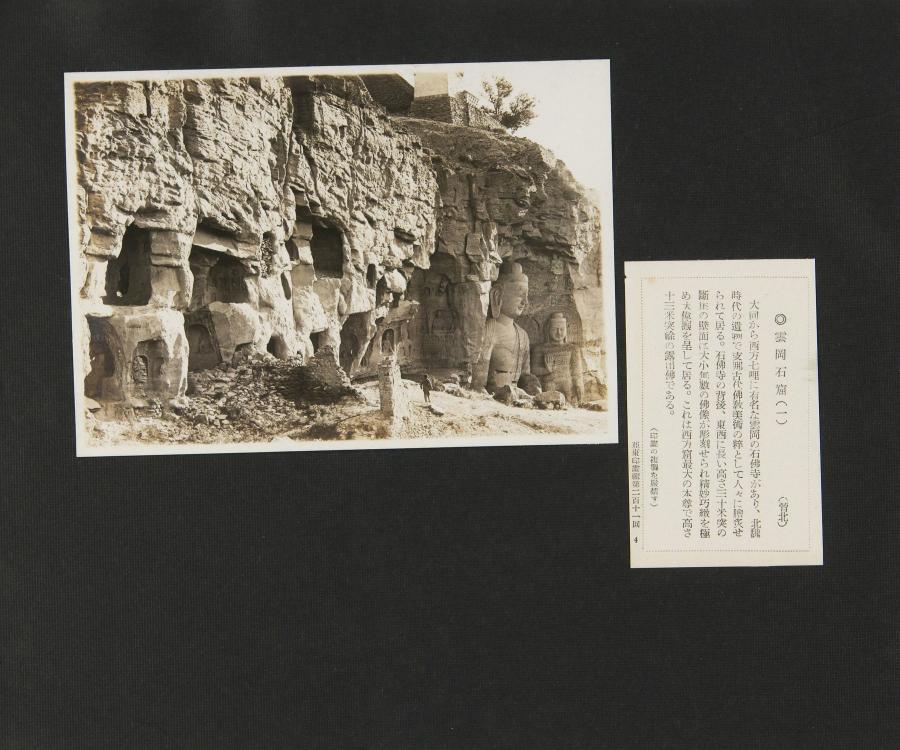 ◎雲岡石窟(一)
(晉北)
大同から西方七哩に有名な雲岡の石佛寺があり、北魏
時代の遺物で支那古代佛敎美術の粹として人々に膾炙せ
られて居る。石佛寺の背後、東西に長い高さ三十米突の
斷崖の壁面に大小無數の佛像が彫刻せられ精妙巧緻を極
め大偉觀を呈して居る。これは西方窟最大の本尊で高さ
十三米突餘の露出佛である。
(印畫の複製を嚴禁す)
亞東印畫輯第二百十一回 4